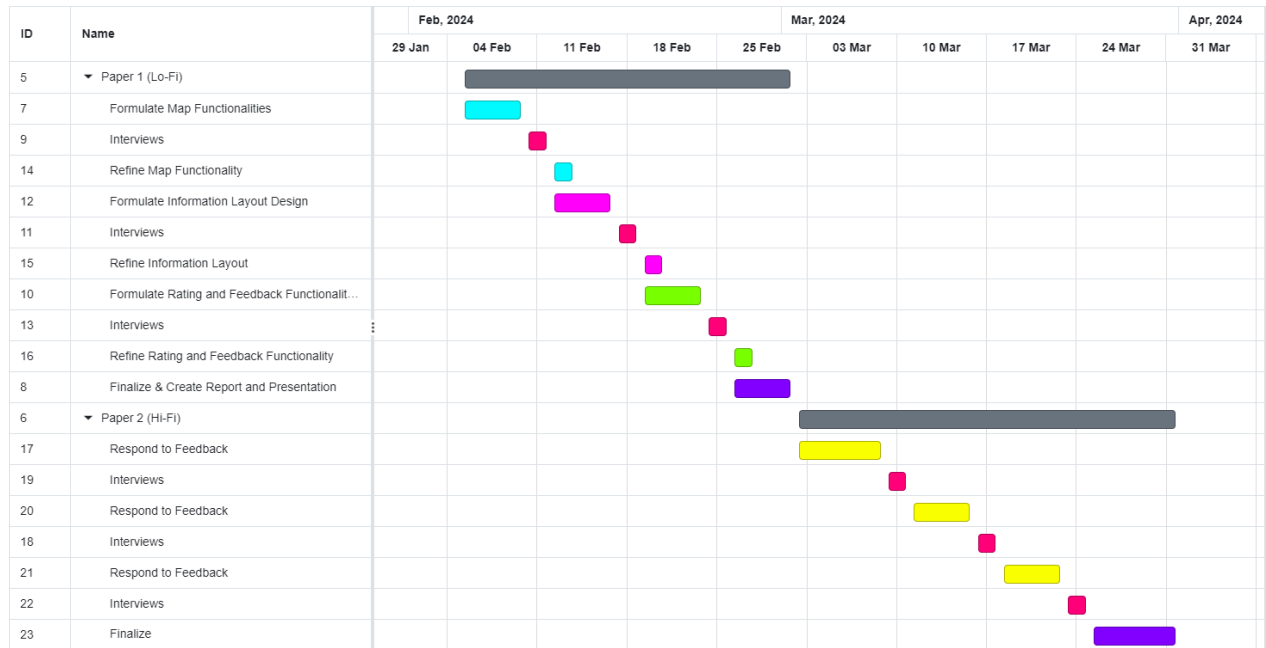 ID Name Feb, 2024 Mar, 2024 Apr, 2024
29 Jan 04 Feb 11 Feb 18 Feb 25 Feb 03 Mar 10 Mar 17 Mar 24 Mar 31 Mar
5 Paper 1 (Lo-Fi)
7 Formulate Map Functionalities
9 Interviews
14 Refine Map Functionality
12 Formulate Information Layout Design
11 Interviews
15 Refine Information Layout
10 Formulate Rating and Feedback Functionalit...
13 Interviews
16 Refine Rating and Feedback Functionality
8 Finalize & Create Report and Presentation
6 Paper 2 (Hi-Fi)
17 Respond to Feedback
19 Interviews
20 Respond to Feedback
18 Interviews
21 Respond to Feedback
22 Interviews
23 Finalize